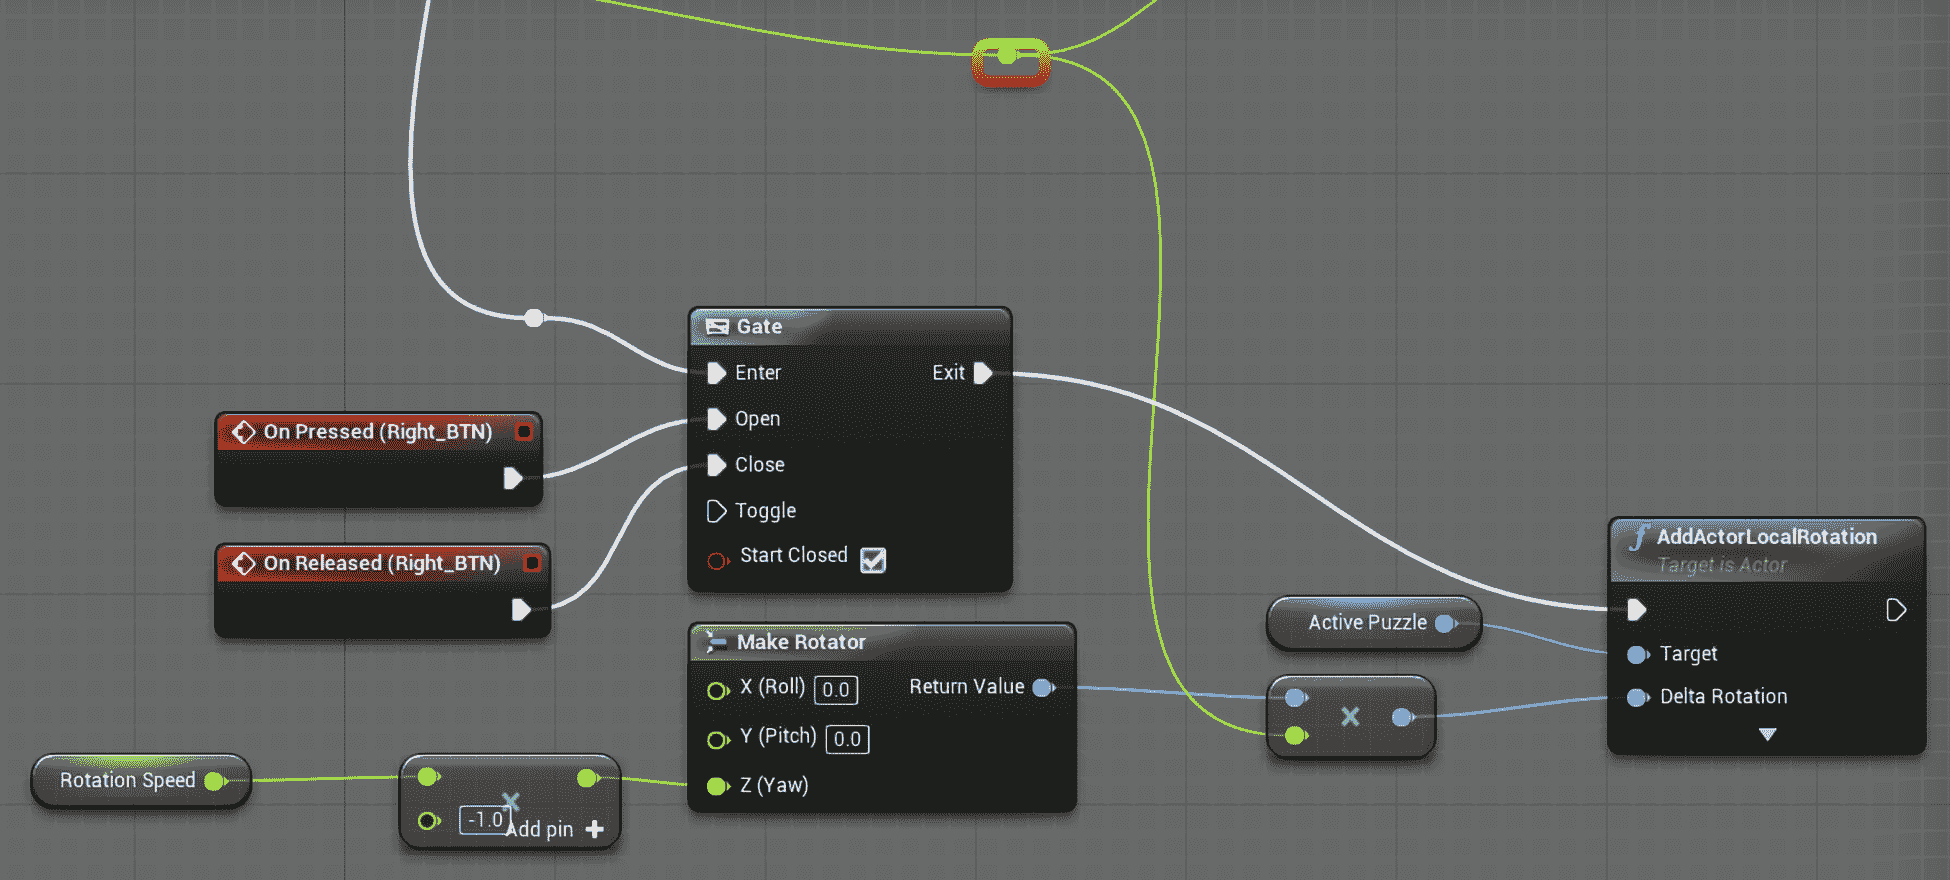 Gate
Enter
Exit
Open
Close
Toggle
Start Closed
On Pressed (Right_BTN)
On Released (Right_BTN)
Make Rotator
X (Roll) 0.0
Return Value
Y (Pitch) 0.0
Z (Yaw)
Rotation Speed
-1.0
Add pin +
Active Puzzle
AddActorLocalRotation
Target is Actor
Target
Delta Rotation